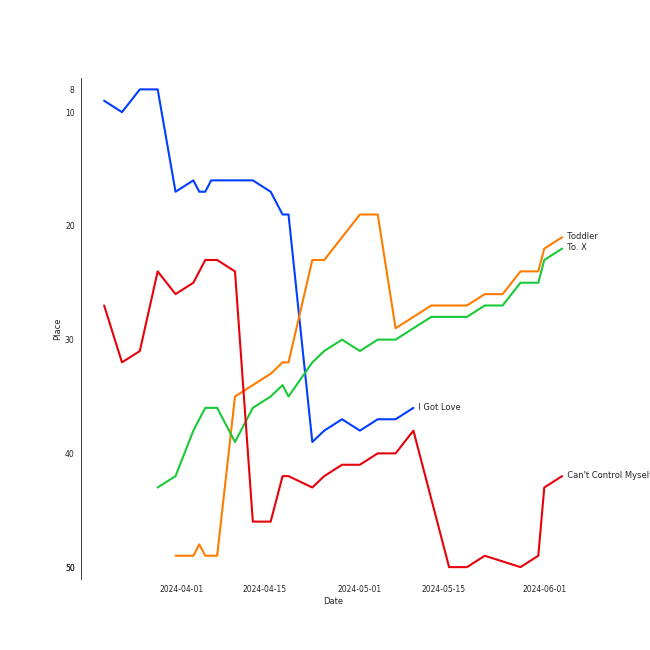 8
10
20
30
40
50
Place
Toddler
To. X
I Got Love
Can't Control Mysel
2024-04-01
2024-04-15
2024-05-01
2024-05-15
2024-06-01
Date